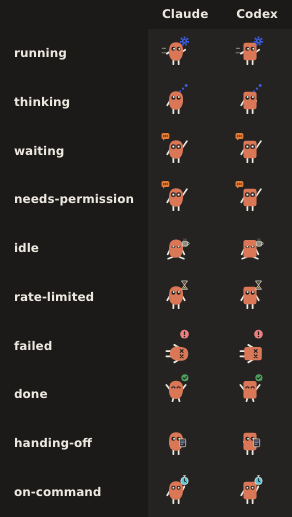 Claude Codex
running
thinking
waiting
needs-permission
idle
rate-limited
failed
done
handing-off
on-command